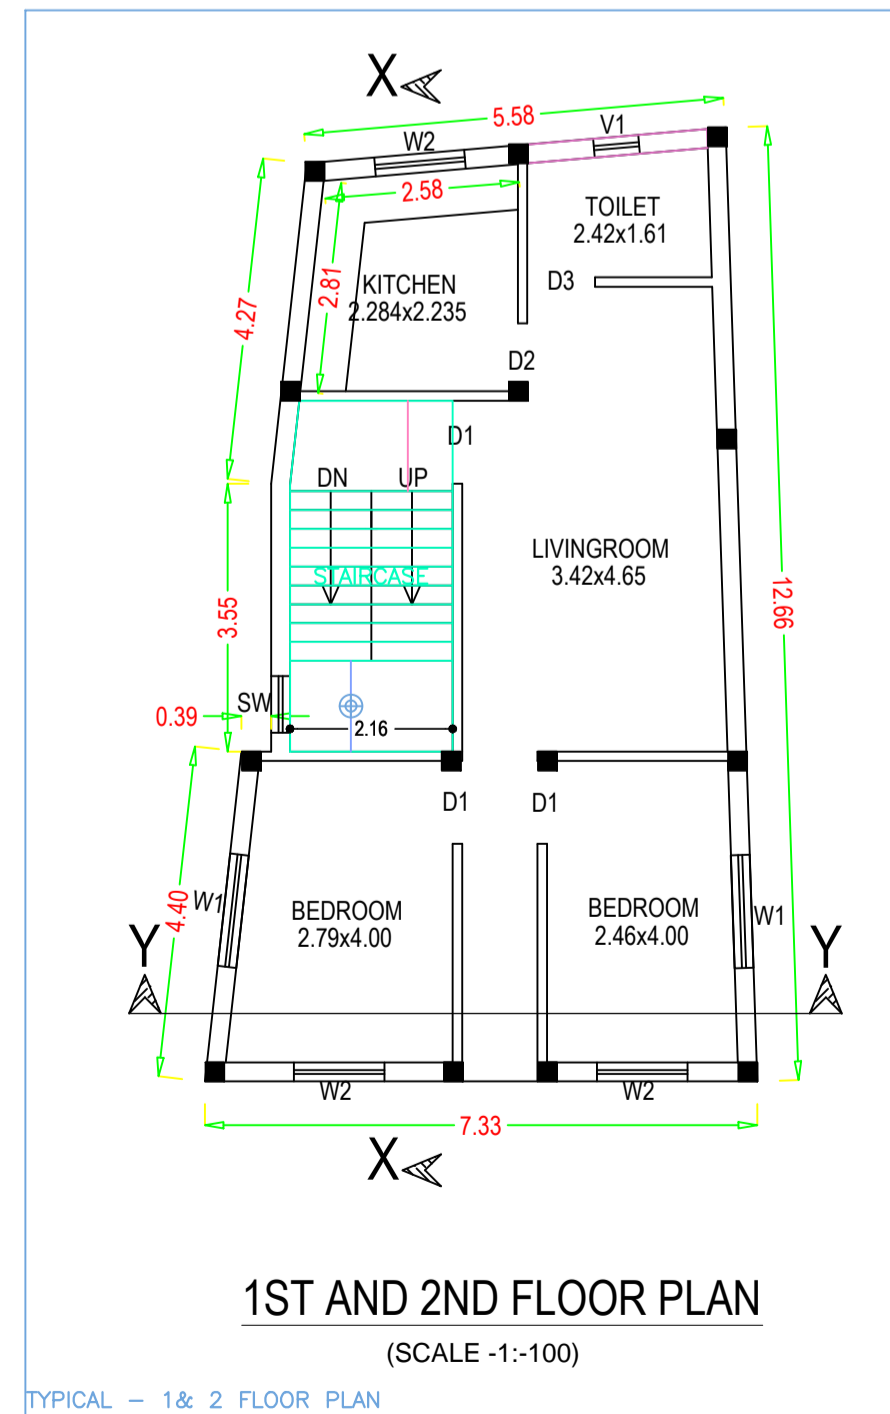 X
5.58
V1
W2
2.58
TOILET
2.42x1.61
2.81
KITCHEN
2.284x2.235
D3
4.27
D2
D1
DN
UP
LIVINGROOM
3.42x4.65
STAIRCASE
3.55
12.66
SW
0.39
2.16
D1
D1
4.40
W1
BEDROOM
2.79x4.00
BEDROOM
2.46x4.00
W1
Y
Y
W2
W2
7.33
X
1ST AND 2ND FLOOR PLAN
(SCALE -1:-100)
TYPICAL - 1& 2 FLOOR PLAN